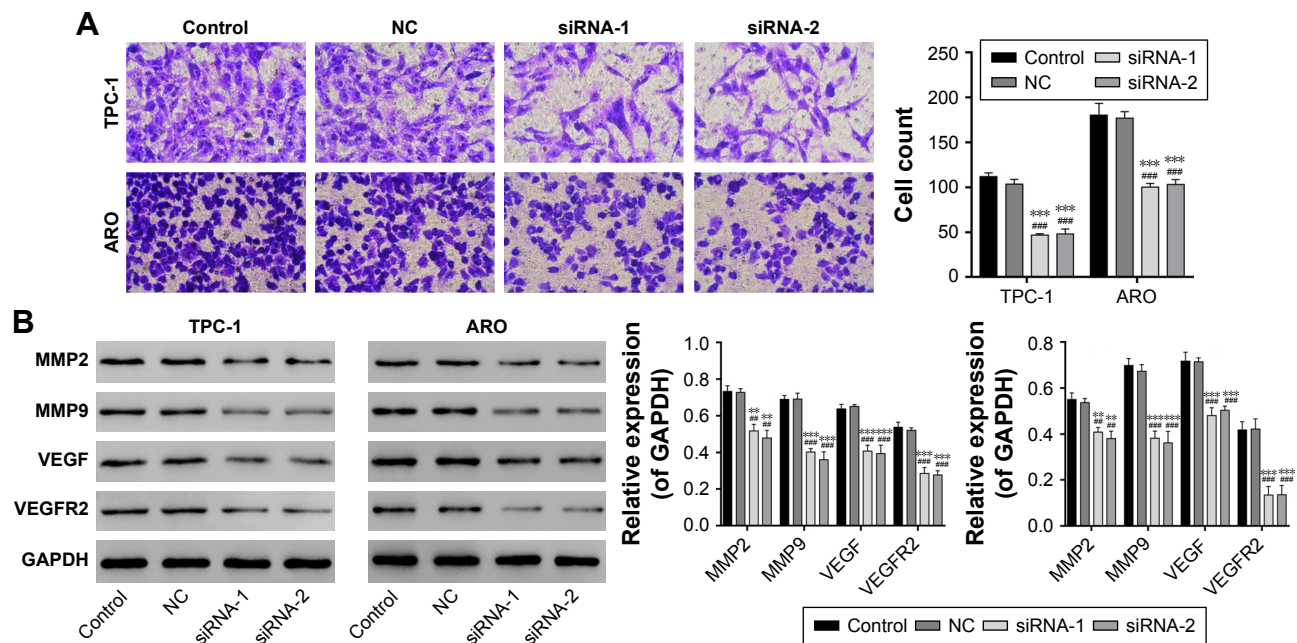 A
Control NC siRNA-1 siRNA-2
TPC-1
ARO
Cell count
250
200
150
100
50
0
Control siRNA-1
NC siRNA-2
*** ***
### ###
*** ***
### ###
TPC-1 ARO
B
TPC-1 ARO
MMP2
MMP9
VEGF
VEGFR2
GAPDH
Control NC siRNA-1 siRNA-2
Control NC siRNA-1 siRNA-2
Relative expression
(of GAPDH)
1.0
0.8
0.6
0.4
0.2
0.0
** **
## ##
*** ***
### ###
*** ***
### ###
*** ***
### ###
MMP2 MMP9 VEGF VEGFR2
Relative expression
(of GAPDH)
0.8
0.6
0.4
0.2
0.0
** **
## ##
*** ***
### ###
*** ***
### ###
*** ***
### ###
MMP2 MMP9 VEGF VEGFR2
Control NC siRNA-1 siRNA-2